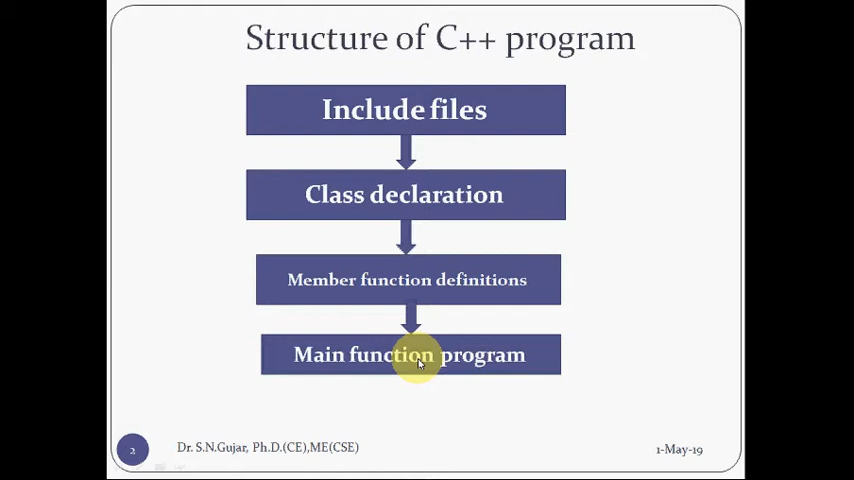 Structure of C++ program
Include files
Class declaration
Member function definitions
Main function program
2
Dr. S.N.Gujar, Ph.D.(CE),ME(CSE)
1-May-19